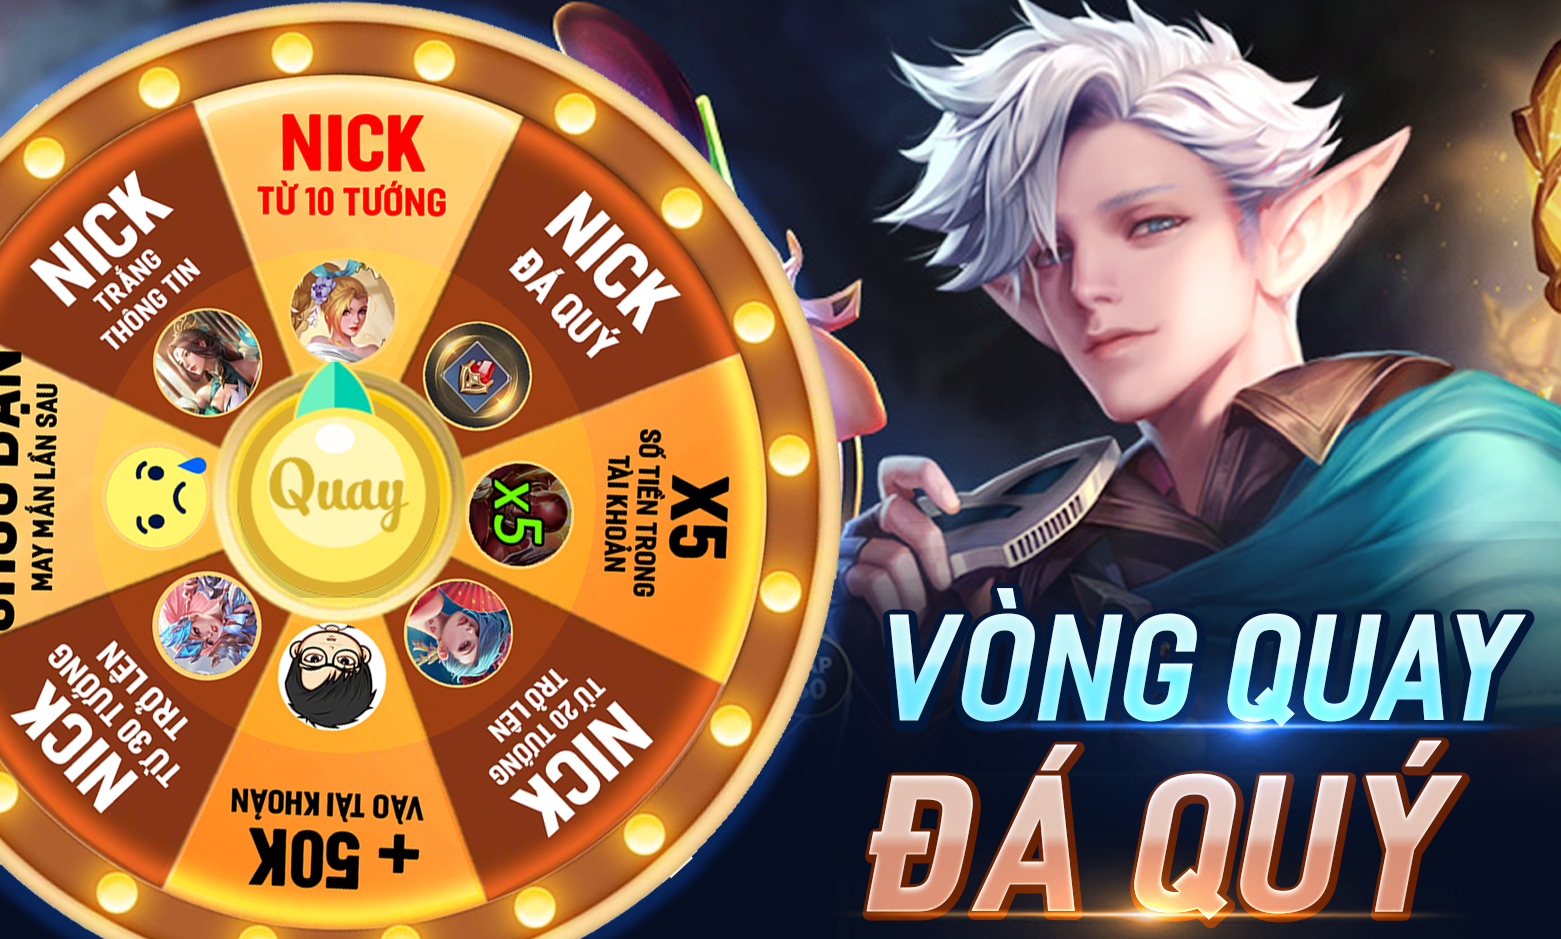 NICK
TỪ 10 TƯỚNG
NICK
ĐÁ QUÝ
X5
SỐ TIỀN TRONG
TÀI KHOẢN
X5
NICK
TỪ 20 TƯỚNG
TRỞ LÊN
+ 50K
VÀO TÀI KHOẢN
NICK
TỪ 30 TƯỚNG
TRỞ LÊN
MAY MẮN LẦN SAU
NICK
TRẮNG
THÔNG TIN
Quay
VÒNG QUAY
ĐÁ QUÝ